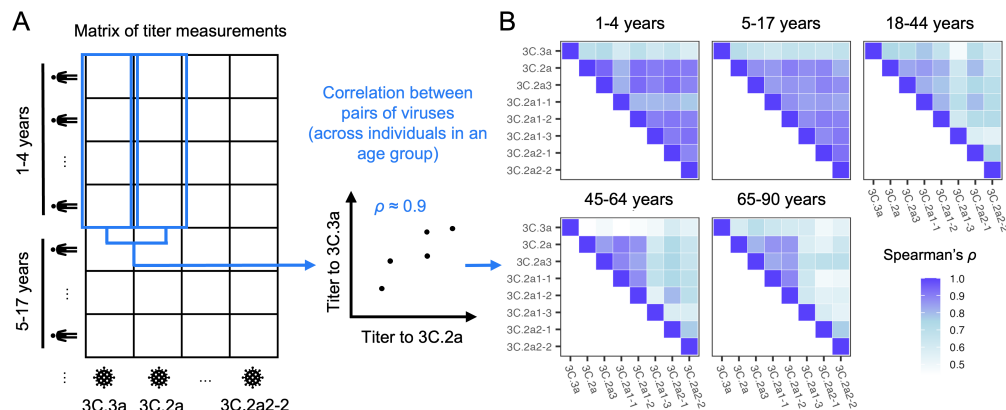 A
Matrix of titer measurements
1-4 years
5-17 years
⋮
⋮
⋮
...
3C.3a
3C.2a
3C.2a2-2
Correlation between
pairs of viruses
(across individuals in an
age group)
ρ ≈ 0.9
Titer to 3C.3a
Titer to 3C.2a
B
1-4 years
5-17 years
18-44 years
3C.3a
3C.2a
3C.2a3
3C.2a1-1
3C.2a1-2
3C.2a1-3
3C.2a2-1
3C.2a2-2
3C.3a
3C.2a
3C.2a3
3C.2a1-1
3C.2a1-2
3C.2a1-3
3C.2a2-1
3C.2a2-2
45-64 years
65-90 years
3C.3a
3C.2a
3C.2a3
3C.2a1-1
3C.2a1-2
3C.2a1-3
3C.2a2-1
3C.2a2-2
3C.3a
3C.2a
3C.2a3
3C.2a1-1
3C.2a1-2
3C.2a1-3
3C.2a2-1
3C.2a2-2
3C.3a
3C.2a
3C.2a3
3C.2a1-1
3C.2a1-2
3C.2a1-3
3C.2a2-1
3C.2a2-2
Spearman's ρ
1.0
0.9
0.8
0.7
0.6
0.5